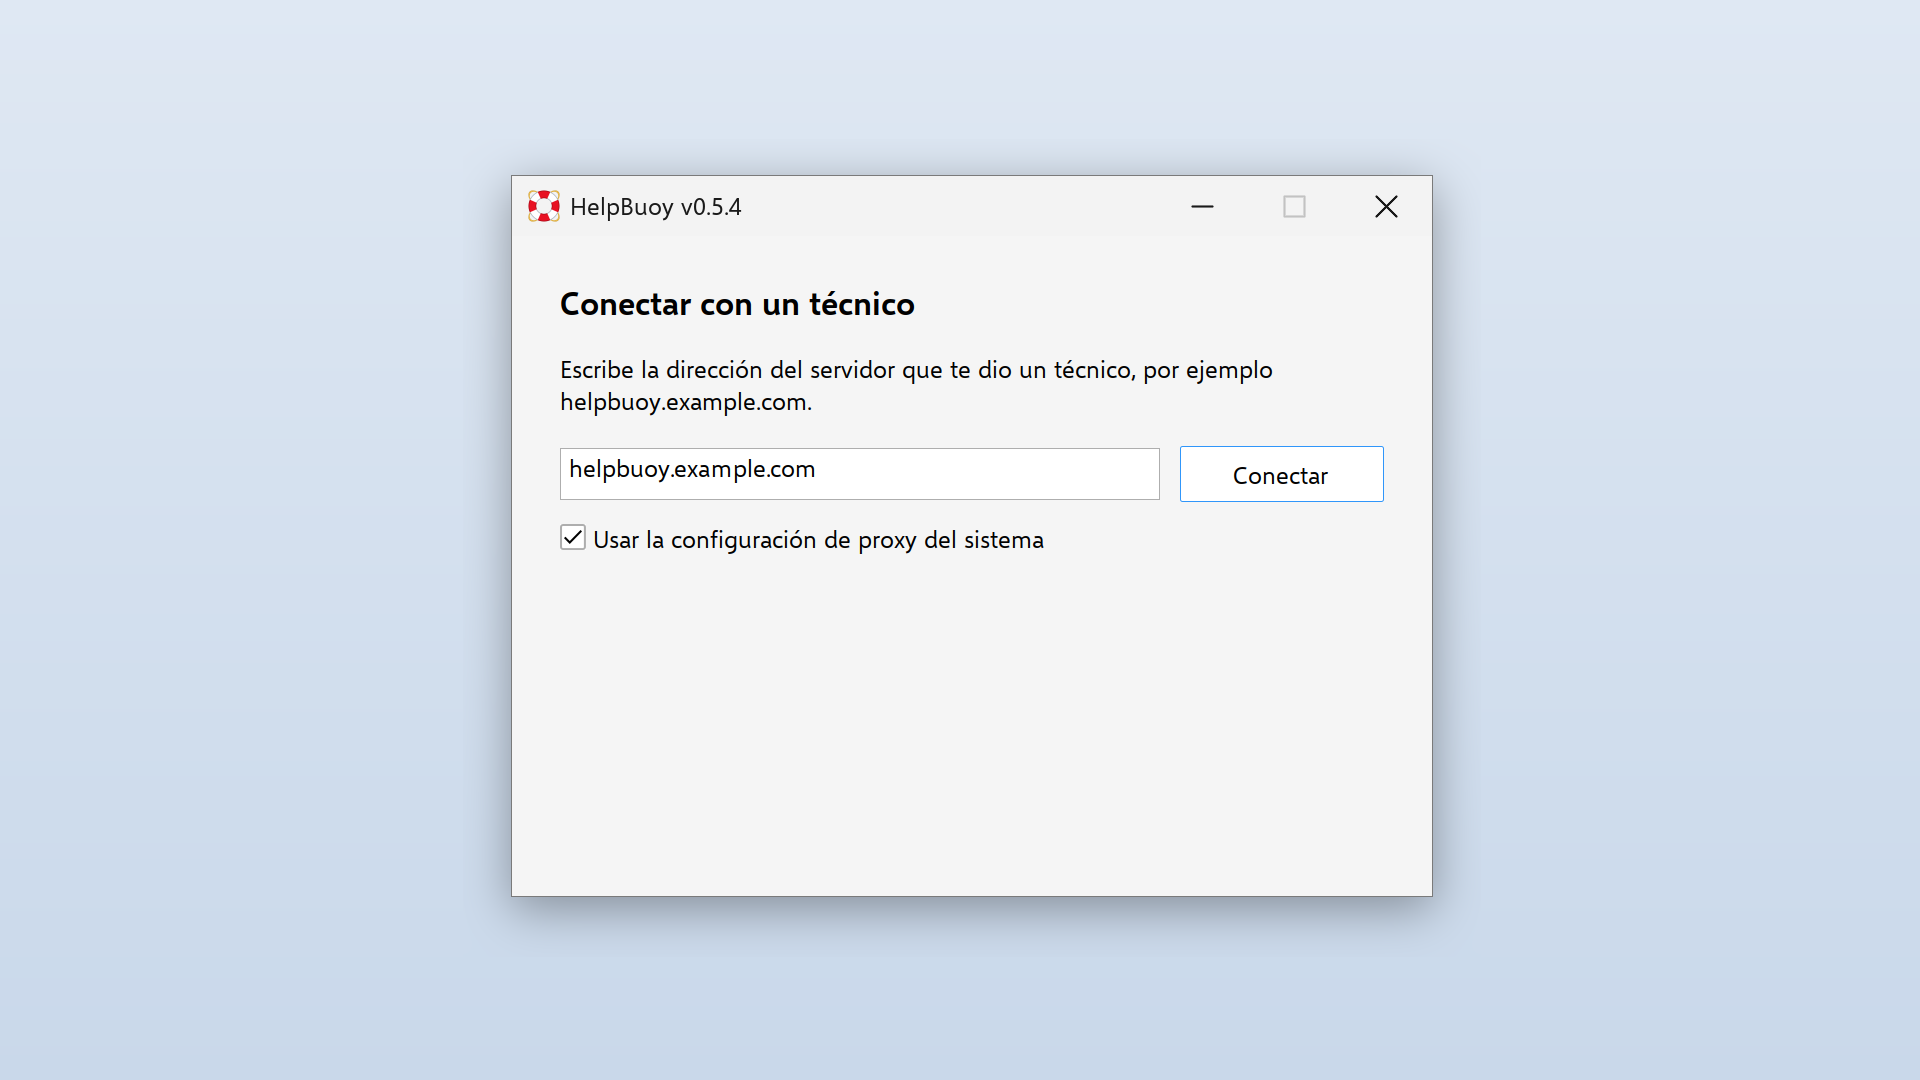 HelpBuoy v0.5.4
Conectar con un técnico
Escribe la dirección del servidor que te dio un técnico, por ejemplo
helpbuoy.example.com.
helpbuoy.example.com
Conectar
Usar la configuración de proxy del sistema